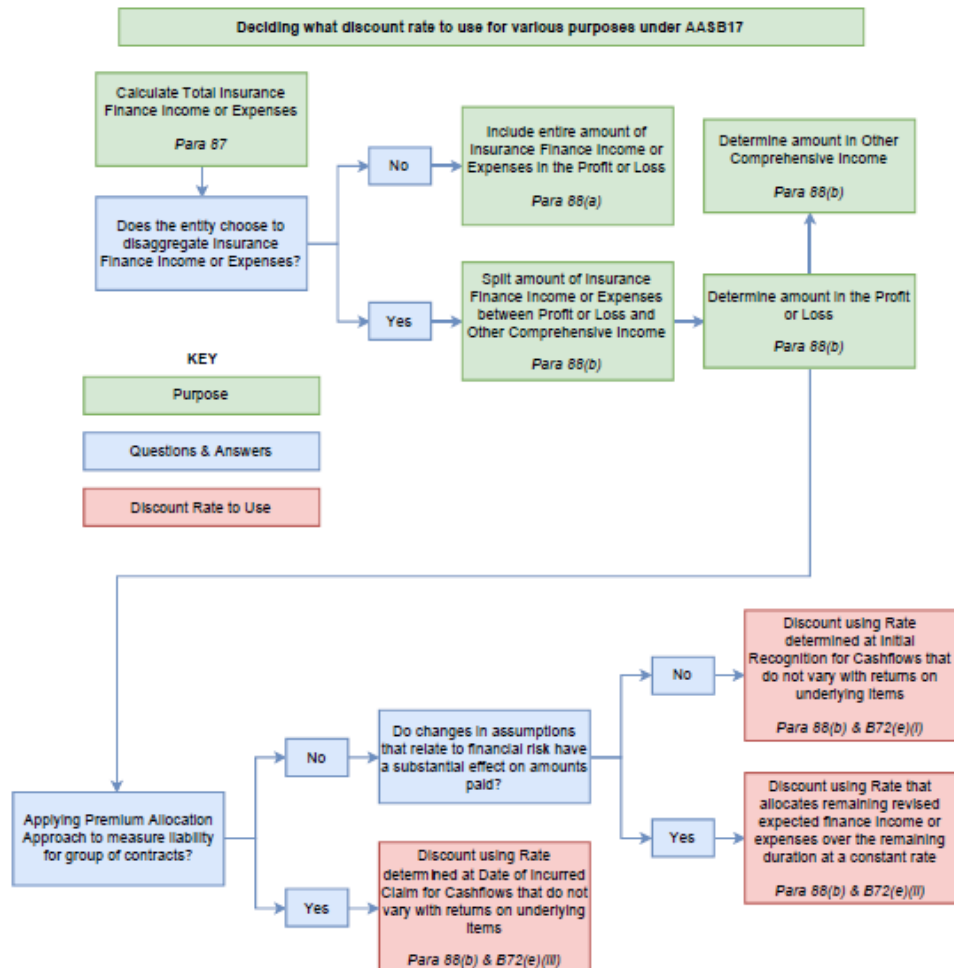 Deciding what discount rate to use for various purposes under AASB17
Calculate Total Insurance
Finance Income or Expenses
Para 87
Does the entity choose to
disaggregate Insurance
Finance Income or Expenses?
No
Include entire amount of
Insurance Finance Income or
Expenses in the Profit or Loss
Para 88(a)
Yes
Split amount of Insurance
Finance Income or Expenses
between Profit or Loss and
Other Comprehensive Income
Para 88(b)
Determine amount in Other
Comprehensive Income
Para 88(b)
Determine amount in the Profit
or Loss
Para 88(b)
KEY
Purpose
Questions & Answers
Discount Rate to Use
Applying Premium Allocation
Approach to measure liability
for group of contracts?
No
Do changes in assumptions
that relate to financial risk have
a substantial effect on amounts
paid?
No
Discount using Rate
determined at Initial
Recognition for Cashflows that
do not vary with returns on
underlying Items
Para 88(b) & B72(e)(I)
Yes
Discount using Rate that
allocates remaining revised
expected finance income or
expenses over the remaining
duration at a constant rate
Para 88(b) & B72(e)(II)
Yes
Discount using Rate
determined at Date of Incurred
Claim for Cashflows that do not
vary with returns on underlying
Items
Para 88(b) & B72(e)(III)